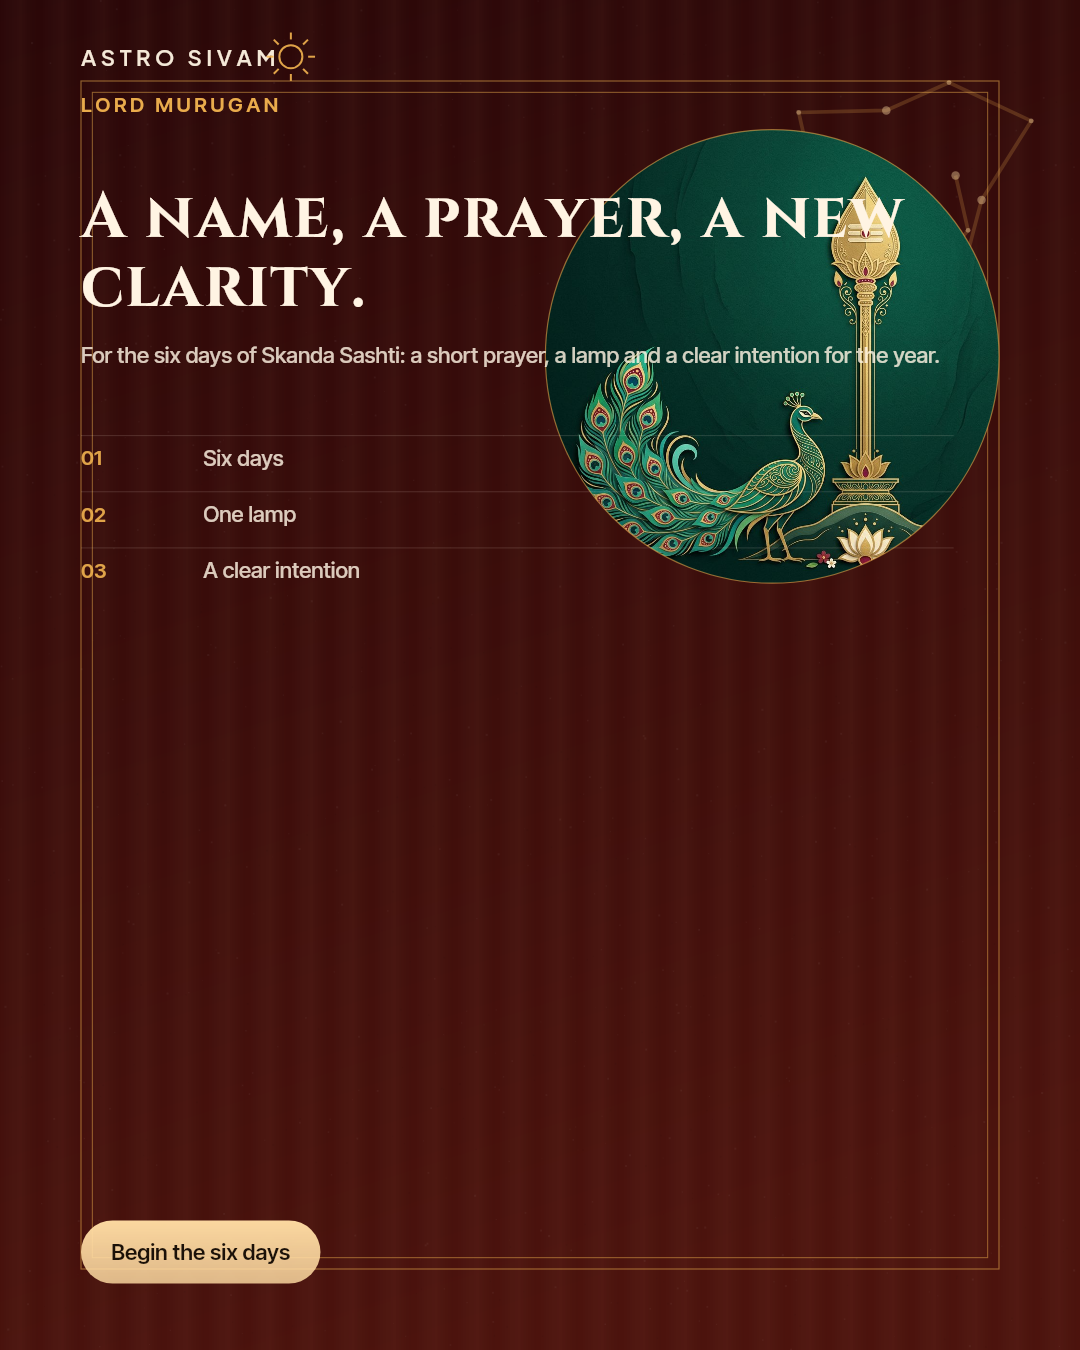 ASTRO SIVAM
LORD MURUGAN
A NAME, A PRAYER, A NEW
CLARITY.
For the six days of Skanda Sashti: a short prayer, a lamp and a clear intention for the year.
01 Six days
02 One lamp
03 A clear intention
Begin the six days